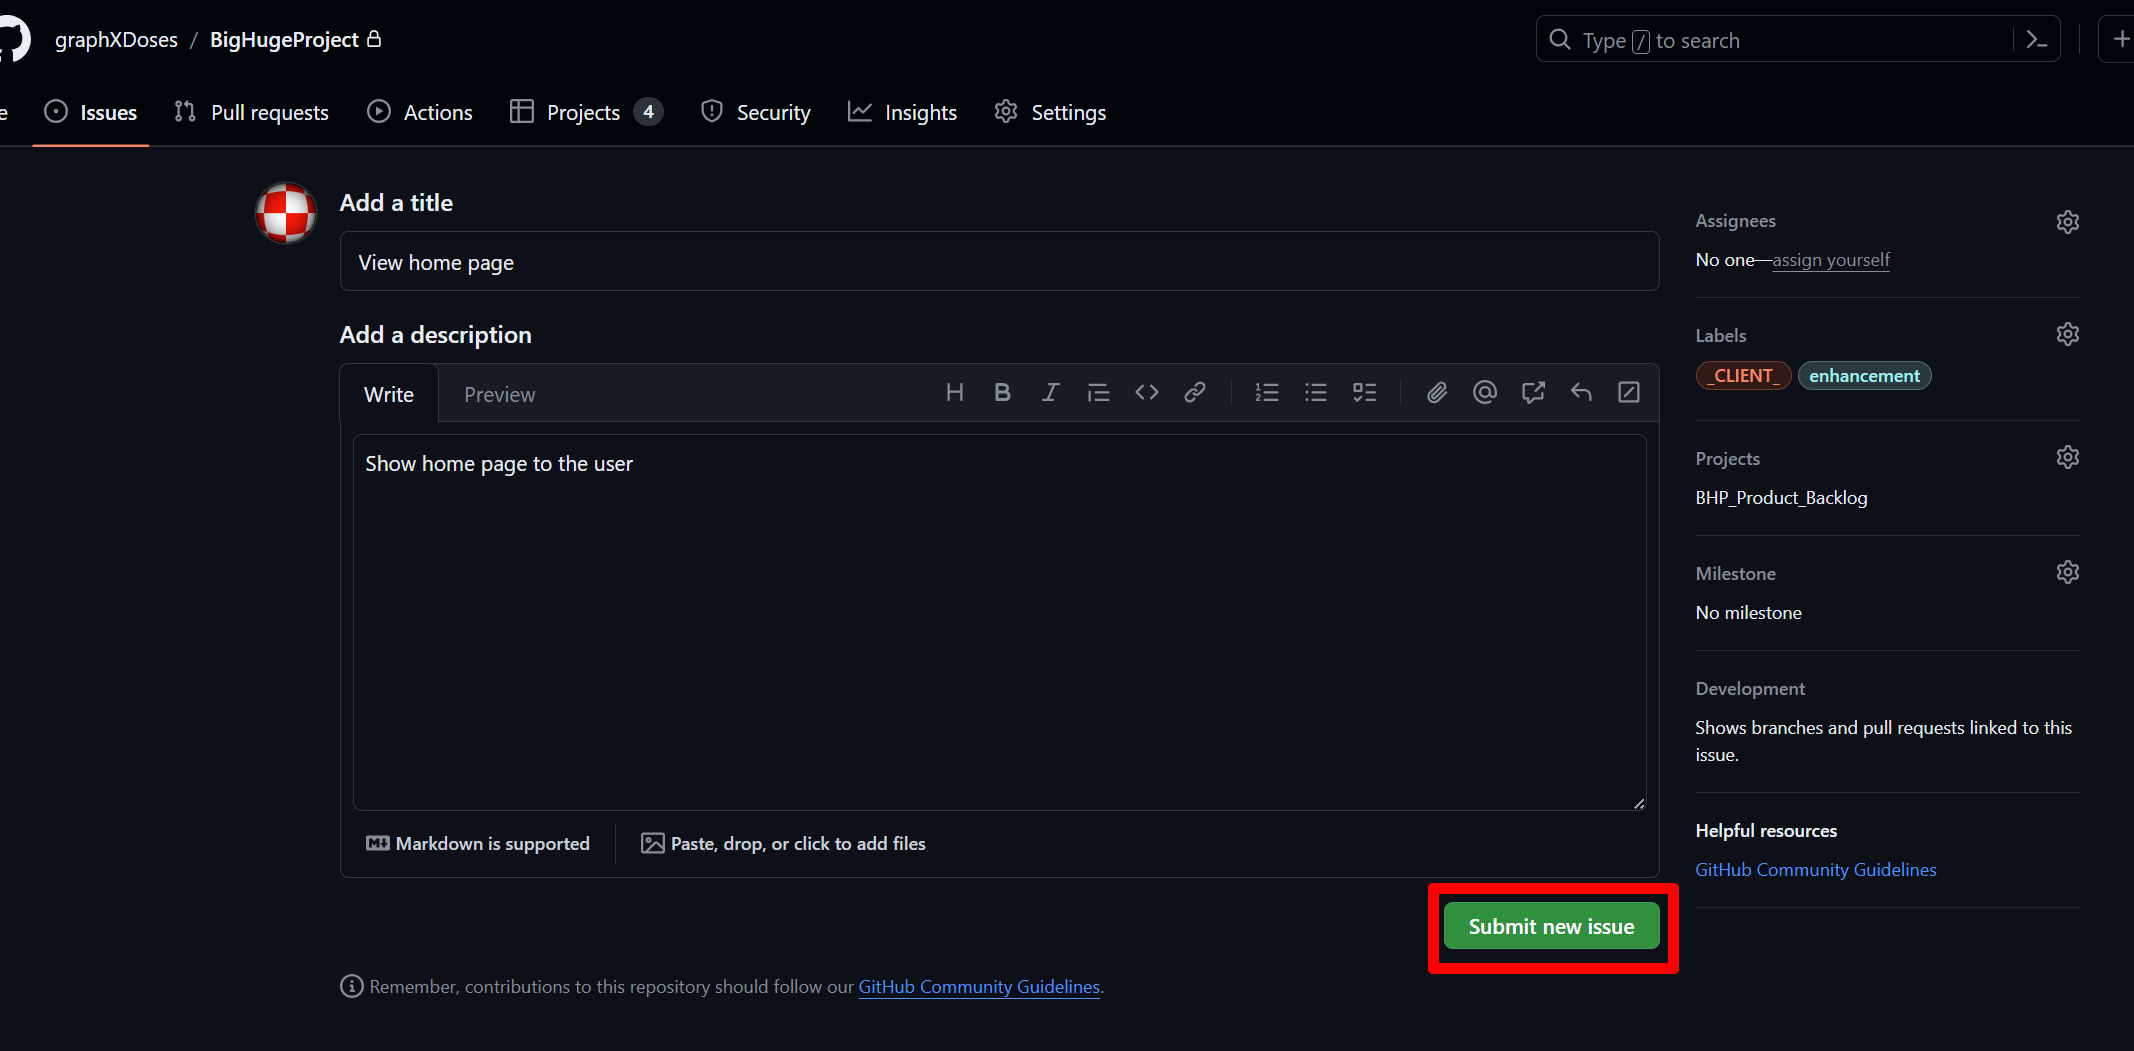 graphXDoses / BigHugeProject
Type / to search
e Issues Pull requests Actions Projects 4 Security Insights Settings
Add a title
View home page
Add a description
Write Preview
Show home page to the user
Markdown is supported
Paste, drop, or click to add files
Submit new issue
Remember, contributions to this repository should follow our GitHub Community Guidelines.
Assignees
No one—assign yourself
Labels
_CLIENT_ enhancement
Projects
BHP_Product_Backlog
Milestone
No milestone
Development
Shows branches and pull requests linked to this
issue.
Helpful resources
GitHub Community Guidelines